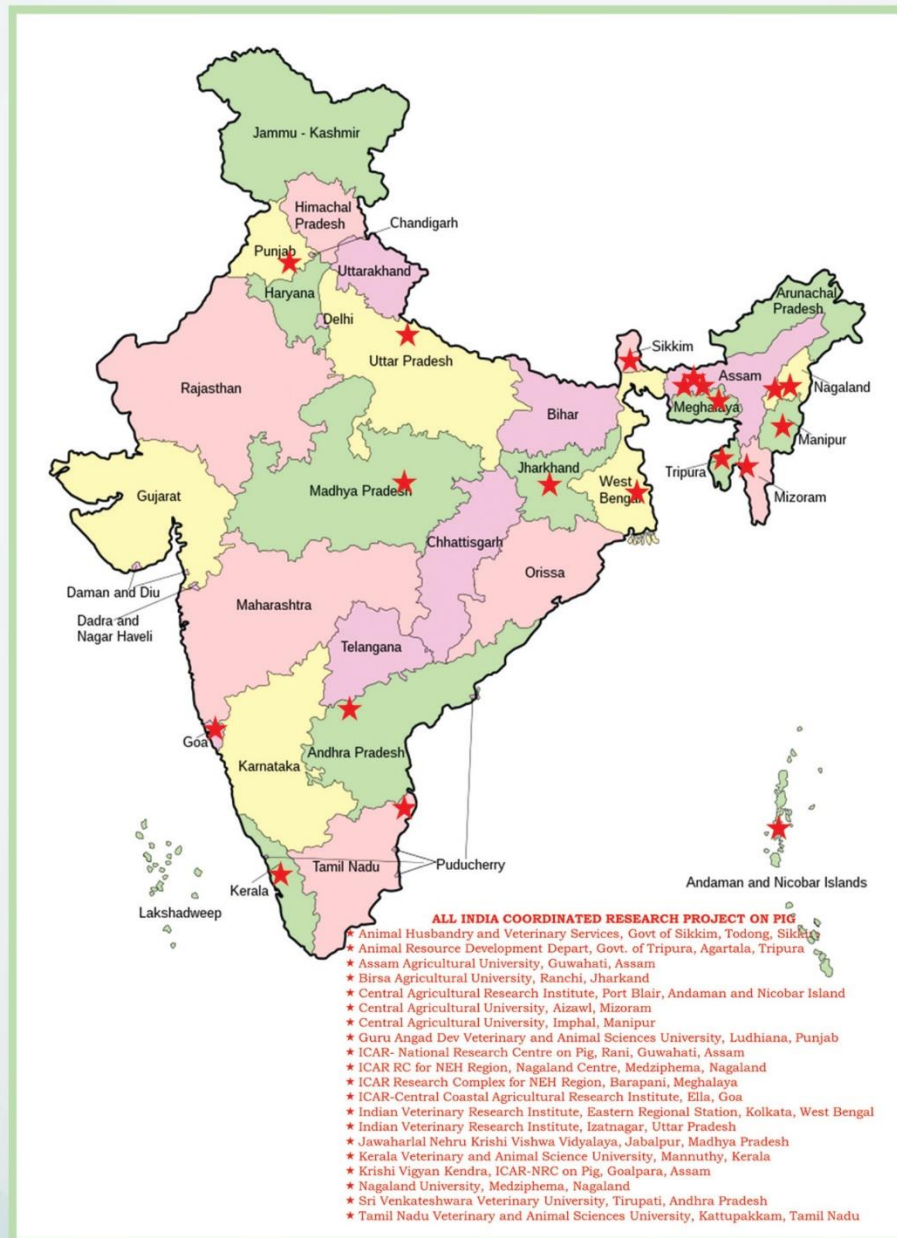 Jammu - Kashmir
Himachal
Pradesh
Chandigarh
Punjab
Uttarakhand
Haryana
Delhi
Arunachal
Pradesh
Uttar Pradesh
Sikkim
Assam
Rajasthan
Nagaland
Bihar
Meghalaya
Manipur
Jharkhand
Tripura
West
Bengal
Gujarat
Madhya Pradesh
Mizoram
Chhattisgarh
Orissa
Daman and Diu
Maharashtra
Dadra and
Nagar Haveli
Telangana
Goa
Andhra Pradesh
Karnataka
Puducherry
Tamil Nadu
Kerala
Andaman and Nicobar Islands
Lakshadweep
ALL INDIA COORDINATED RESEARCH PROJECT ON PIG
Animal Husbandry and Veterinary Services, Govt of Sikkim, Todong, Sikkim
Animal Resource Development Depart, Govt. of Tripura, Agartala, Tripura
Assam Agricultural University, Guwahati, Assam
Birsa Agricultural University, Ranchi, Jharkand
Central Agricultural Research Institute, Port Blair, Andaman and Nicobar Island
Central Agricultural University, Aizawl, Mizoram
Central Agricultural University, Imphal, Manipur
Guru Angad Dev Veterinary and Animal Sciences University, Ludhiana, Punjab
ICAR- National Research Centre on Pig, Rani, Guwahati, Assam
ICAR RC for NEH Region, Nagaland Centre, Medziphema, Nagaland
ICAR Research Complex for NEH Region, Barapani, Meghalaya
ICAR-Central Coastal Agricultural Research Institute, Ella, Goa
Indian Veterinary Research Institute, Eastern Regional Station, Kolkata, West Bengal
Indian Veterinary Research Institute, Izatnagar, Uttar Pradesh
Jawaharlal Nehru Krishi Vishwa Vidyalaya, Jabalpur, Madhya Pradesh
Kerala Veterinary and Animal Science University, Mannuthy, Kerala
Krishi Vigyan Kendra, ICAR-NRC on Pig, Goalpara, Assam
Nagaland University, Medziphema, Nagaland
Sri Venkateshwara Veterinary University, Tirupati, Andhra Pradesh
Tamil Nadu Veterinary and Animal Sciences University, Kattupakkam, Tamil Nadu